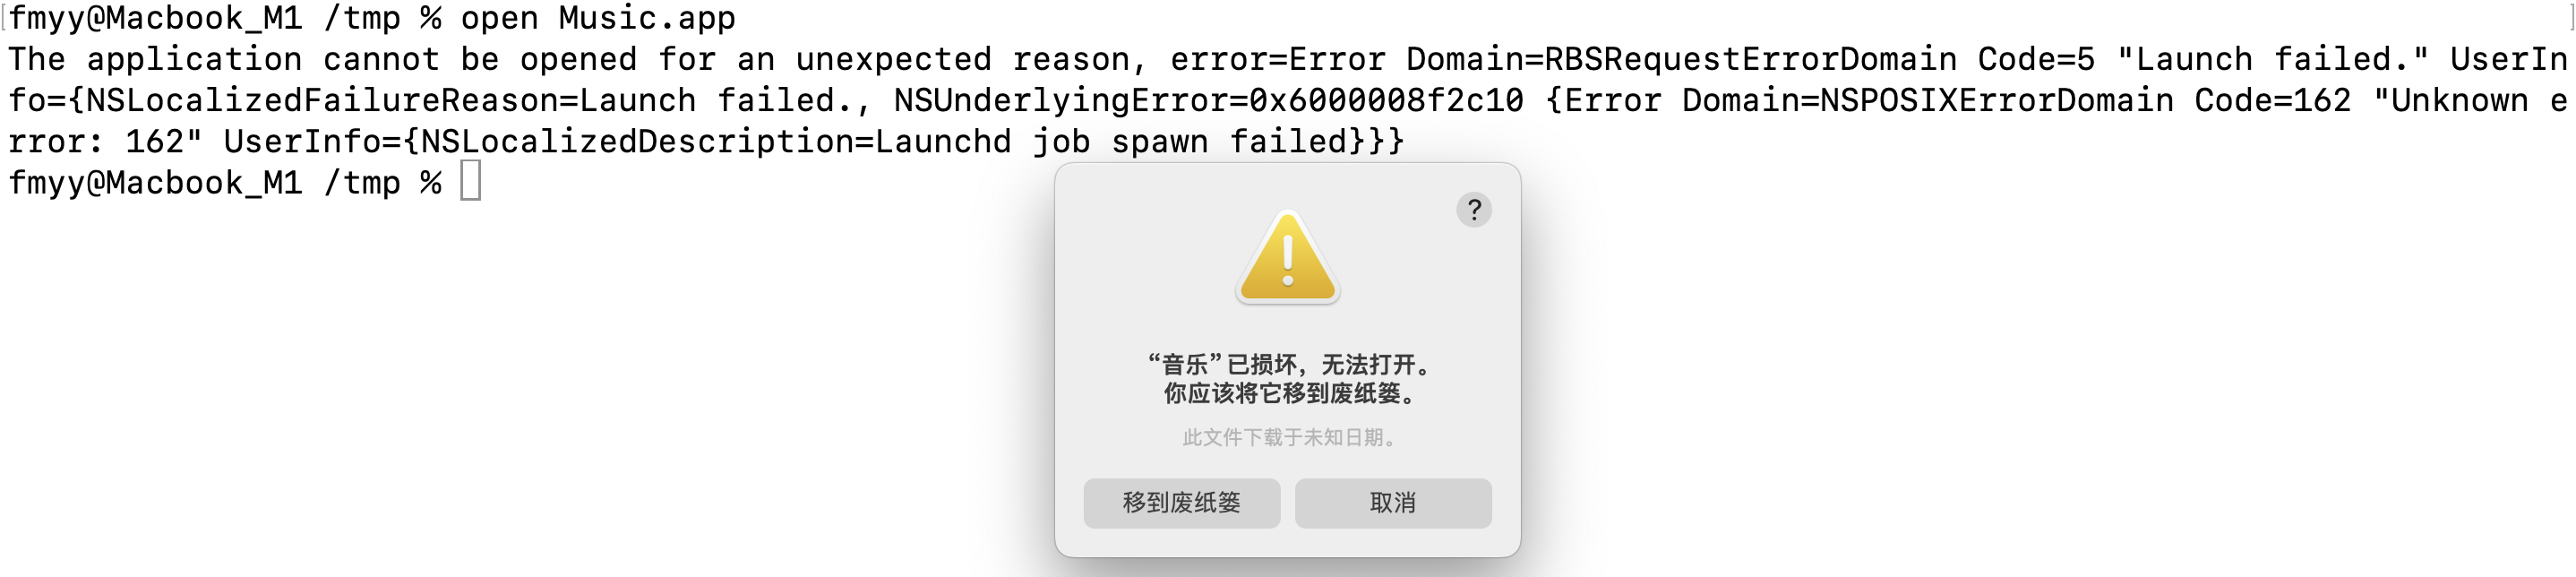 fmyy@Macbook_M1 /tmp % open Music.app
The application cannot be opened for an unexpected reason, error=Error Domain=RBSRequestErrorDomain Code=5 "Launch failed." UserIn
fo={NSLocalizedFailureReason=Launch failed., NSUnderlyingError=0x6000008f2c10 {Error Domain=NSPOSIXErrorDomain Code=162 "Unknown e
rror: 162" UserInfo={NSLocalizedDescription=Launchd job spawn failed}}}
fmyy@Macbook_M1 /tmp %
?
“音乐”已损坏，无法打开。
你应该将它移到废纸篓。
此文件下载于未知日期。
移到废纸篓 取消